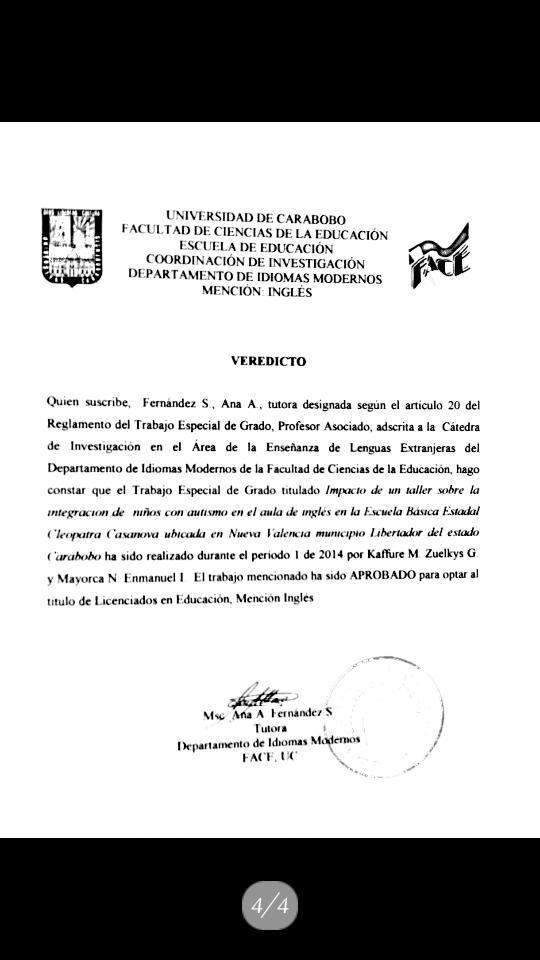 UNIVERSIDAD DE CARABOBO
FACULTAD DE CIENCIAS DE LA EDUCACIÓN
ESCUELA DE EDUCACIÓN
COORDINACIÓN DE INVESTIGACIÓN
DEPARTAMENTO DE IDIOMAS MODERNOS
MENCIÓN: INGLÉS
FACE
VEREDICTO
Quien suscribe, Fernández S., Ana A., tutora designada según el artículo 20 del
Reglamento del Trabajo Especial de Grado, Profesor Asociado, adscrita a la Cátedra
de Investigación en el Área de la Enseñanza de Lenguas Extranjeras del
Departamento de Idiomas Modernos de la Facultad de Ciencias de la Educación, hago
constar que el Trabajo Especial de Grado titulado Impacto de un taller sobre la
integración de niños con autismo en el aula de inglés en la Escuela Básica Estadal
Cleopatra Casanova ubicada en Nueva Valencia municipio Libertador del estado
Carabobo ha sido realizado durante el período 1 de 2014 por Kaffure M. Zuelkys G.
y Mayorca N. Enmanuel I. El trabajo mencionado ha sido APROBADO para optar al
título de Licenciados en Educación, Mención Inglés
Msc. Ana A. Fernández S
Tutora
Departamento de Idiomas Modernos
FACE, UC
4/4